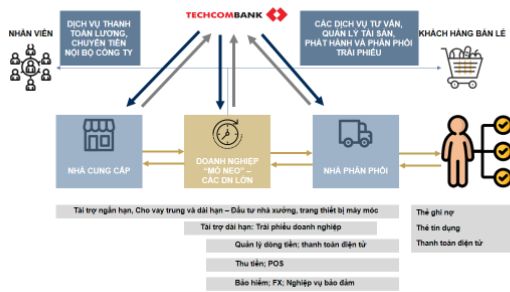 TECHCOMBANK
NHÂN VIÊN
DỊCH VỤ THANH
TOÁN LƯƠNG,
CHUYỂN TIỀN
NỘI BỘ CÔNG TY
CÁC DỊCH VỤ TƯ VẤN,
QUẢN LÝ TÀI SẢN,
PHÁT HÀNH VÀ PHÂN PHỐI
TRÁI PHIẾU
KHÁCH HÀNG BÁN LẺ
NHÀ CUNG CẤP
DOANH NGHIỆP
“MỎ NEO” –
CÁC DN LỚN
NHÀ PHÂN PHỐI
Tài trợ ngắn hạn, Cho vay trung và dài hạn – Đầu tư nhà xưởng, trang thiết bị máy móc
Tài trợ dài hạn: Trái phiếu doanh nghiệp
Quản lý dòng tiền; thanh toán điện tử
Thu tiền; POS
Bảo hiểm; FX; Nghiệp vụ bảo đảm
Thẻ ghi nợ
Thẻ tín dụng
Thanh toán điện tử